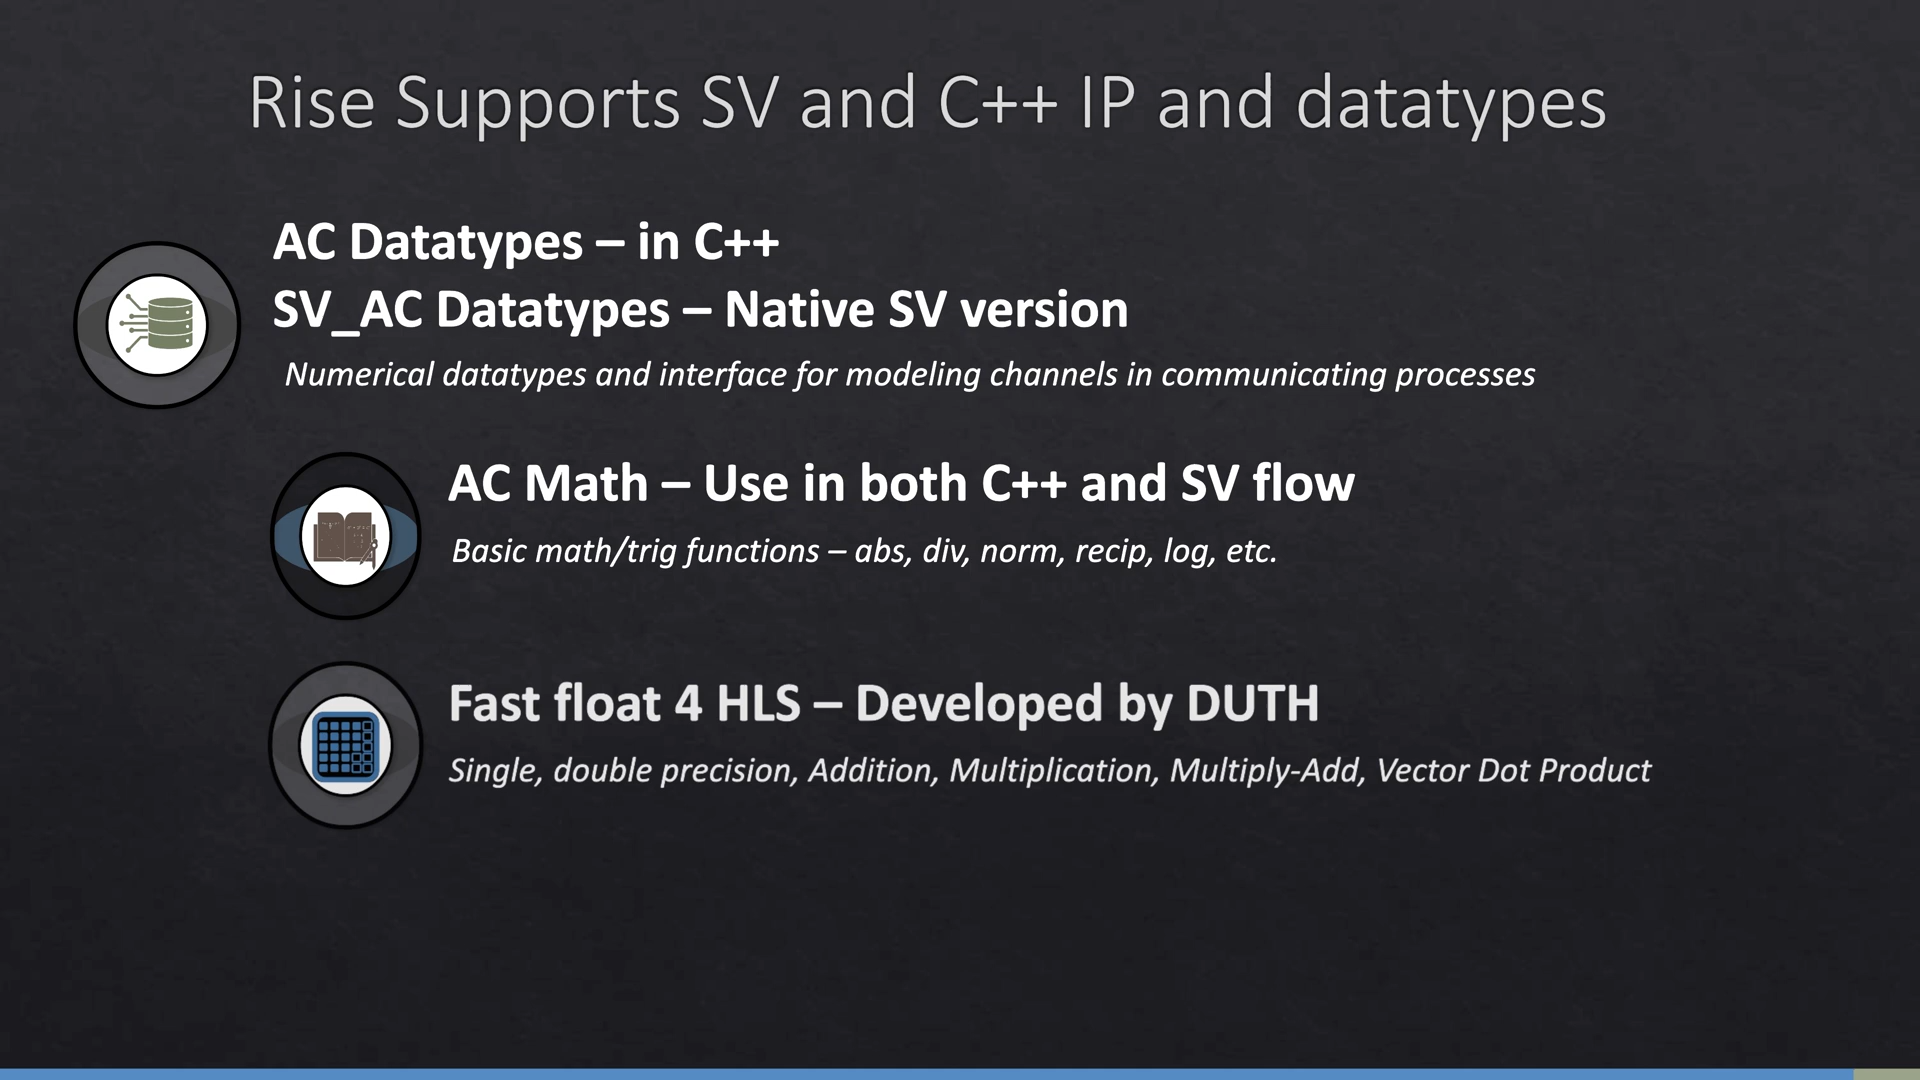 Rise Supports SV and C++ IP and datatypes
AC Datatypes – in C++
SV_AC Datatypes – Native SV version
Numerical datatypes and interface for modeling channels in communicating processes
AC Math – Use in both C++ and SV flow
Basic math/trig functions – abs, div, norm, recip, log, etc.
Fast float 4 HLS – Developed by DUTH
Single, double precision, Addition, Multiplication, Multiply-Add, Vector Dot Product